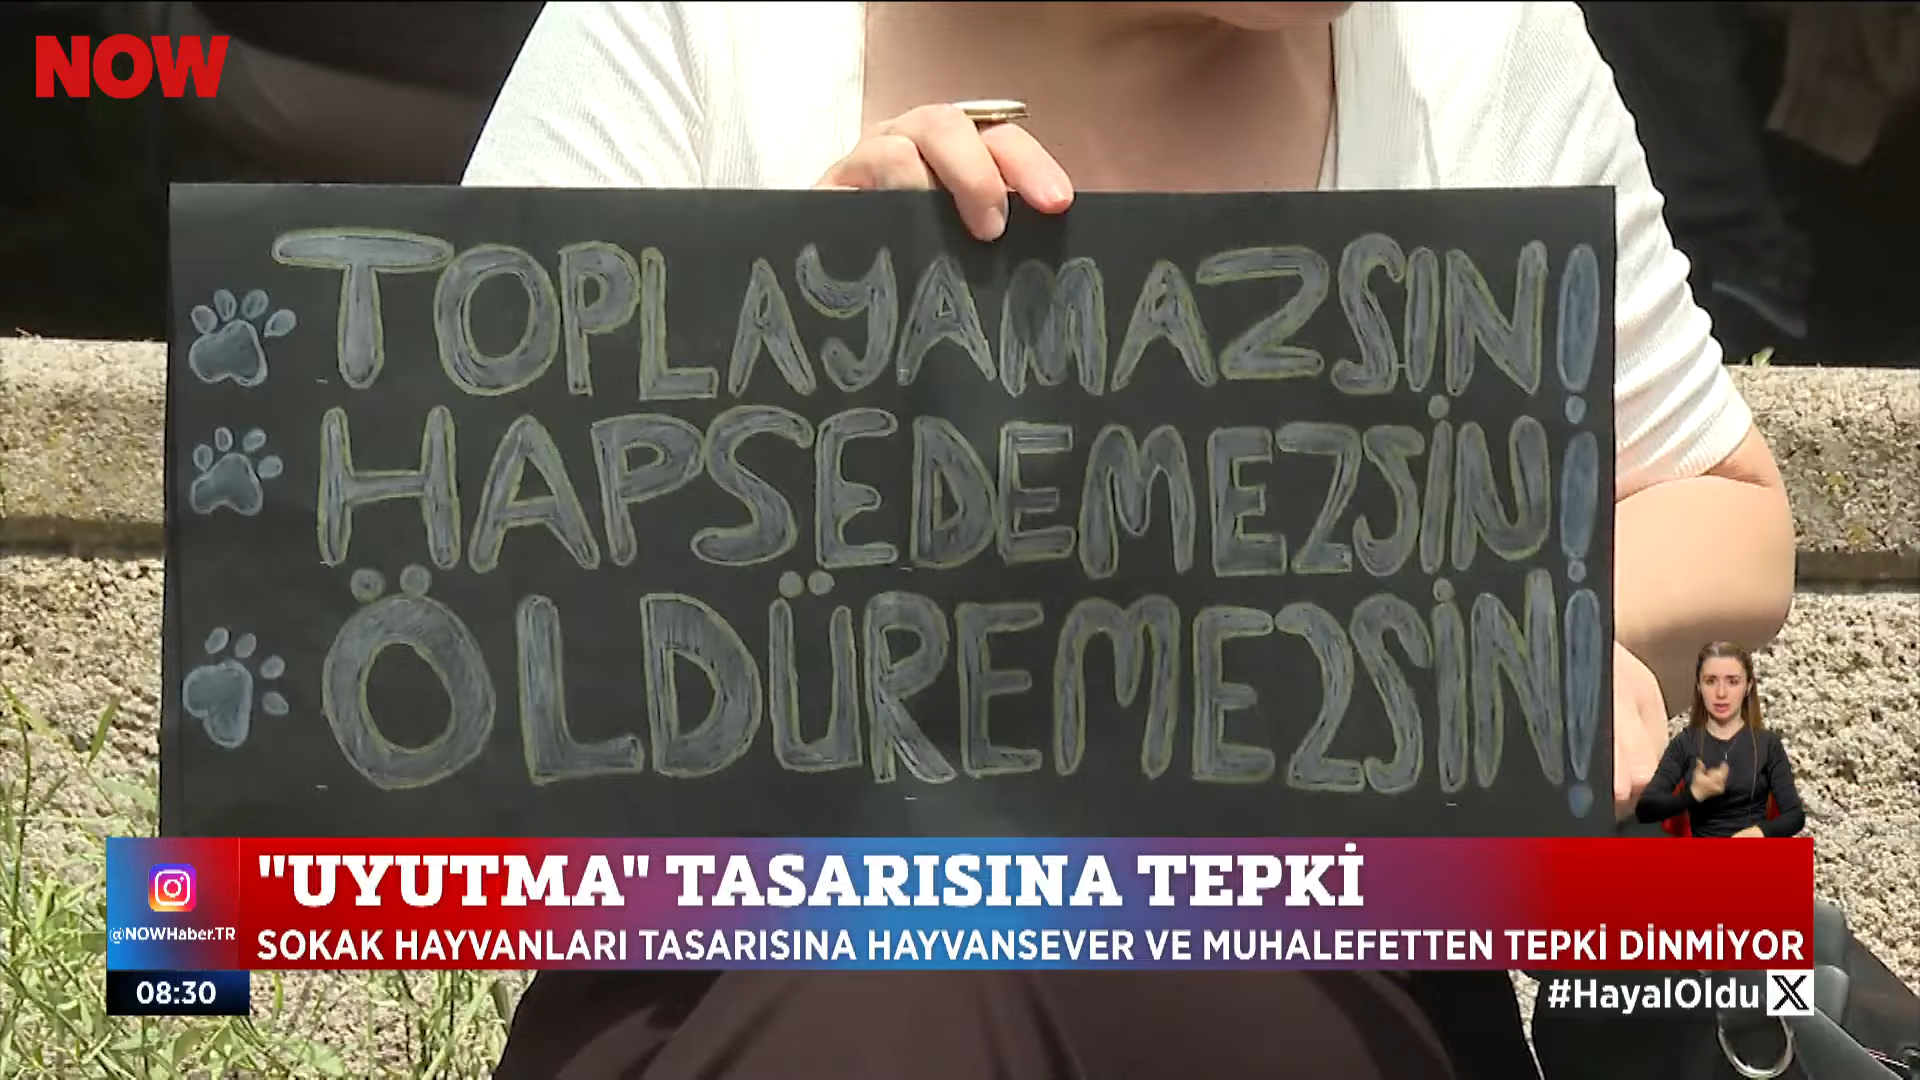 NOW
TOPLAYAMAZSIN!
HAPSEDEMEZSİN!
ÖLDÜREMEZSİN!
"UYUTMA" TASARISINA TEPKİ
@NOWHaber.TR
SOKAK HAYVANLARI TASARISINA HAYVANSEVER VE MUHALEFETTEN TEPKİ DİNMİYOR
08:30
#HayalOldu X